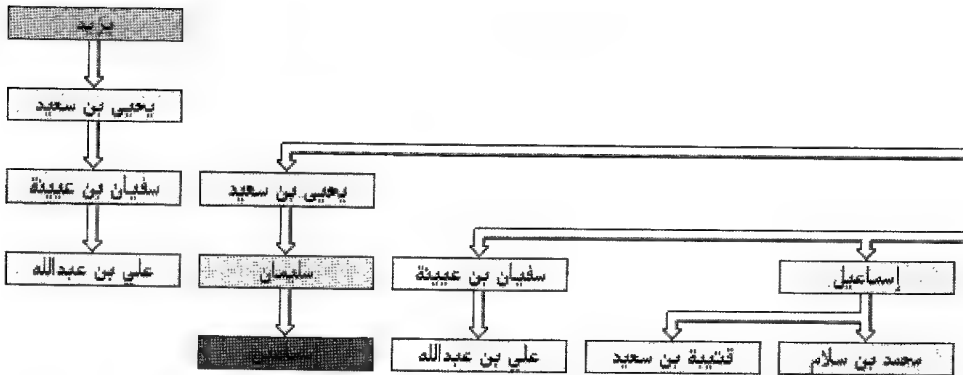 يزيد
يحيى بن سعيد
سفيان بن عيينة
يحيى بن سعيد
علي بن عبدالله
سليمان
سفيان بن عيينة
إسماعيل
علي بن عبدالله
قتيبة بن سعيد
محمد بن سلام